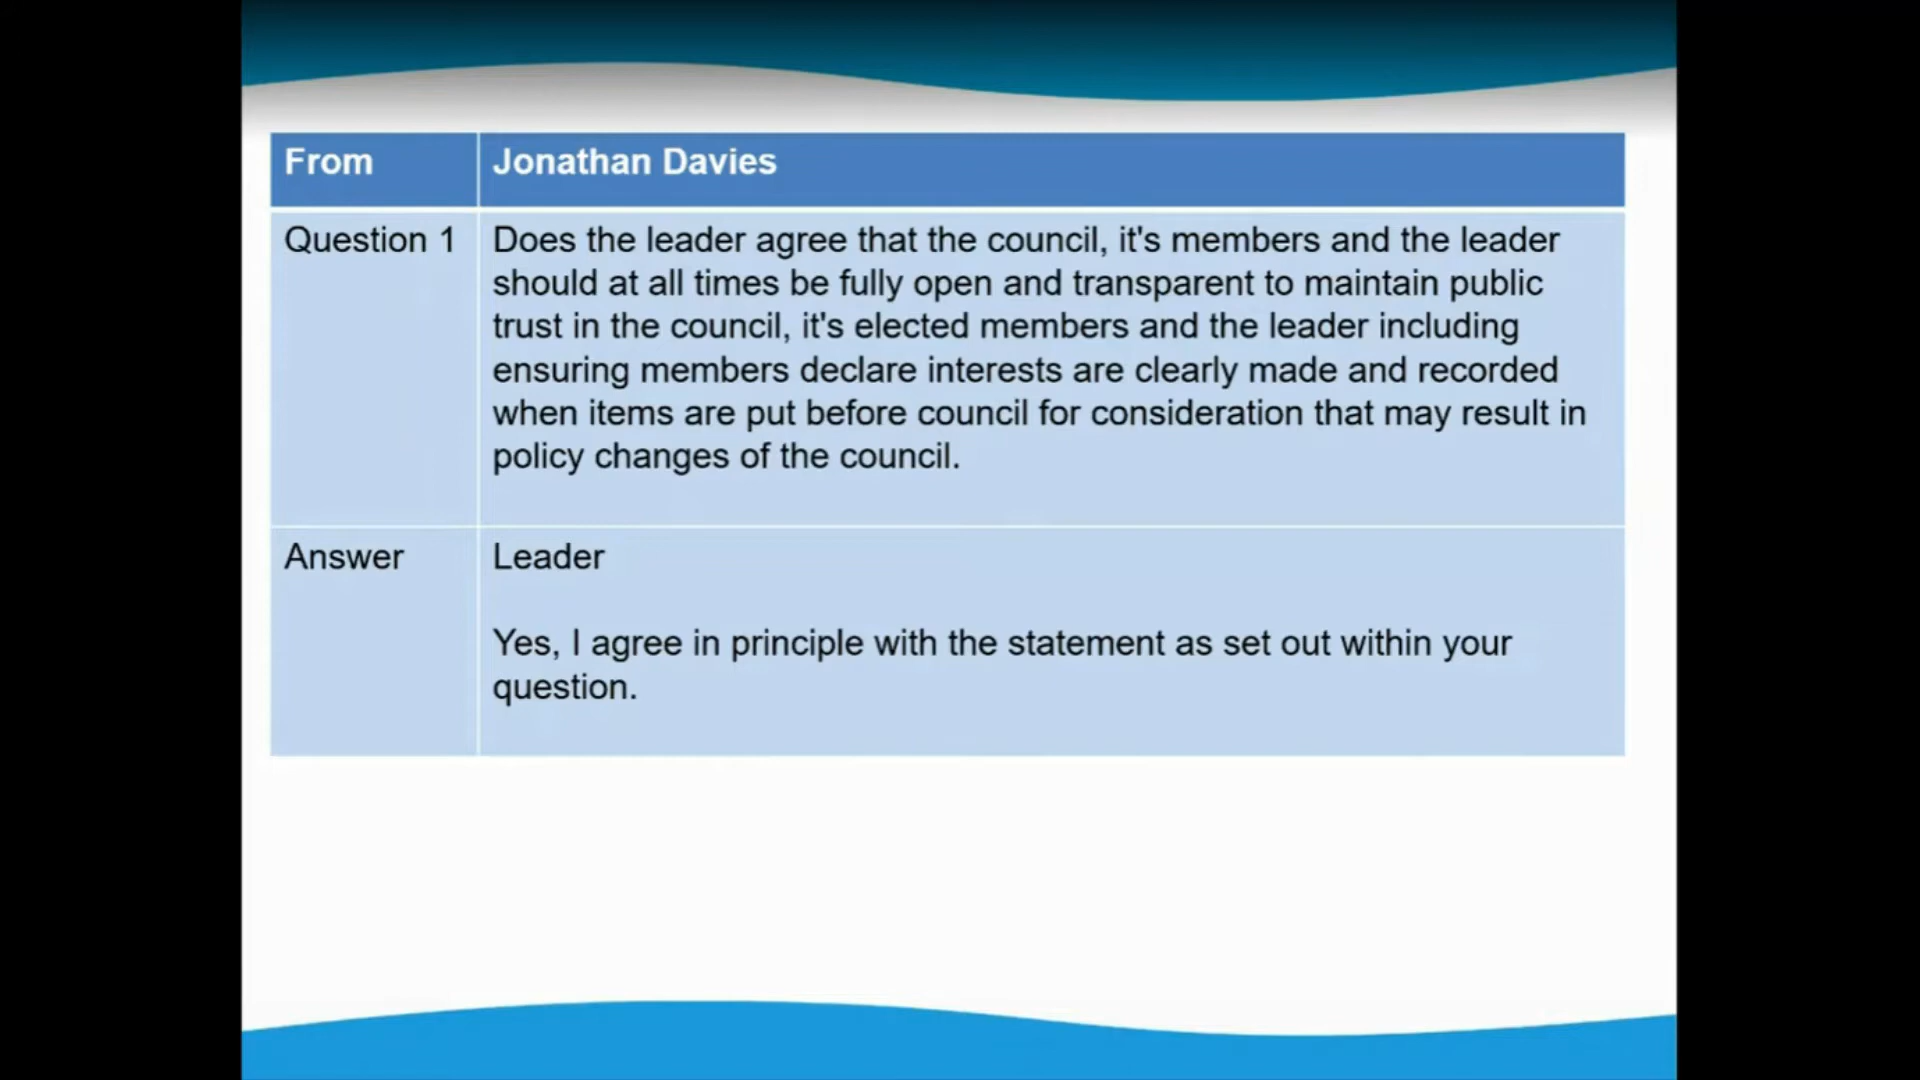 From Jonathan Davies
Question 1 Does the leader agree that the council, it's members and the leader
should at all times be fully open and transparent to maintain public
trust in the council, it's elected members and the leader including
ensuring members declare interests are clearly made and recorded
when items are put before council for consideration that may result in
policy changes of the council.
Answer Leader
Yes, I agree in principle with the statement as set out within your
question.